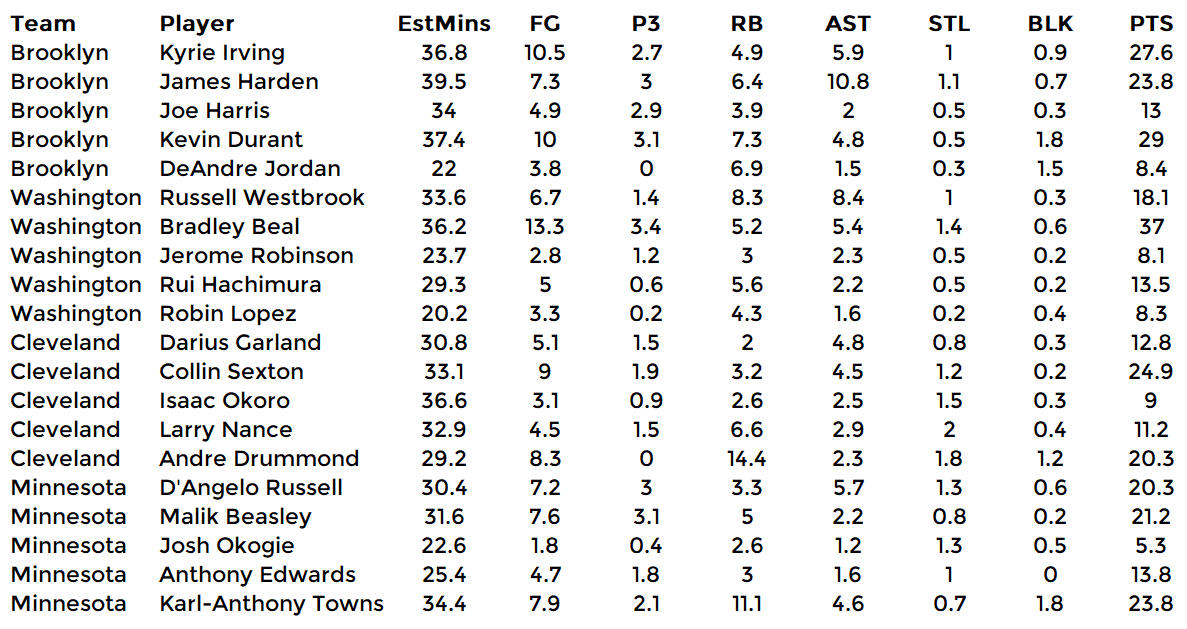 Team Player EstMins FG P3 RB AST STL BLK PTS
Brooklyn Kyrie Irving 36.8 10.5 2.7 4.9 5.9 1 0.9 27.6
Brooklyn James Harden 39.5 7.3 3 6.4 10.8 1.1 0.7 23.8
Brooklyn Joe Harris 34 4.9 2.9 3.9 2 0.5 0.3 13
Brooklyn Kevin Durant 37.4 10 3.1 7.3 4.8 0.5 1.8 29
Brooklyn DeAndre Jordan 22 3.8 0 6.9 1.5 0.3 1.5 8.4
Washington Russell Westbrook 33.6 6.7 1.4 8.3 8.4 1 0.3 18.1
Washington Bradley Beal 36.2 13.3 3.4 5.2 5.4 1.4 0.6 37
Washington Jerome Robinson 23.7 2.8 1.2 3 2.3 0.5 0.2 8.1
Washington Rui Hachimura 29.3 5 0.6 5.6 2.2 0.5 0.2 13.5
Washington Robin Lopez 20.2 3.3 0.2 4.3 1.6 0.2 0.4 8.3
Cleveland Darius Garland 30.8 5.1 1.5 2 4.8 0.8 0.3 12.8
Cleveland Collin Sexton 33.1 9 1.9 3.2 4.5 1.2 0.2 24.9
Cleveland Isaac Okoro 36.6 3.1 0.9 2.6 2.5 1.5 0.3 9
Cleveland Larry Nance 32.9 4.5 1.5 6.6 2.9 2 0.4 11.2
Cleveland Andre Drummond 29.2 8.3 0 14.4 2.3 1.8 1.2 20.3
Minnesota D'Angelo Russell 30.4 7.2 3 3.3 5.7 1.3 0.6 20.3
Minnesota Malik Beasley 31.6 7.6 3.1 5 2.2 0.8 0.2 21.2
Minnesota Josh Okogie 22.6 1.8 0.4 2.6 1.2 1.3 0.5 5.3
Minnesota Anthony Edwards 25.4 4.7 1.8 3 1.6 1 0 13.8
Minnesota Karl-Anthony Towns 34.4 7.9 2.1 11.1 4.6 0.7 1.8 23.8